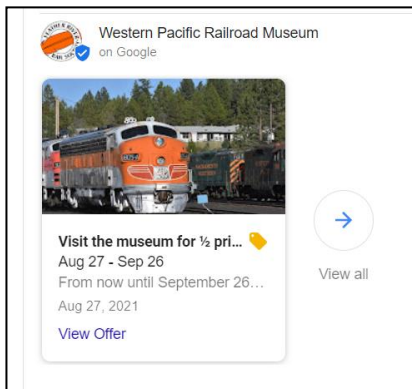 Western Pacific Railroad Museum
on Google
Visit the museum for ½ pri...
Aug 27 - Sep 26
From now until September 26...
Aug 27, 2021
View Offer
View all